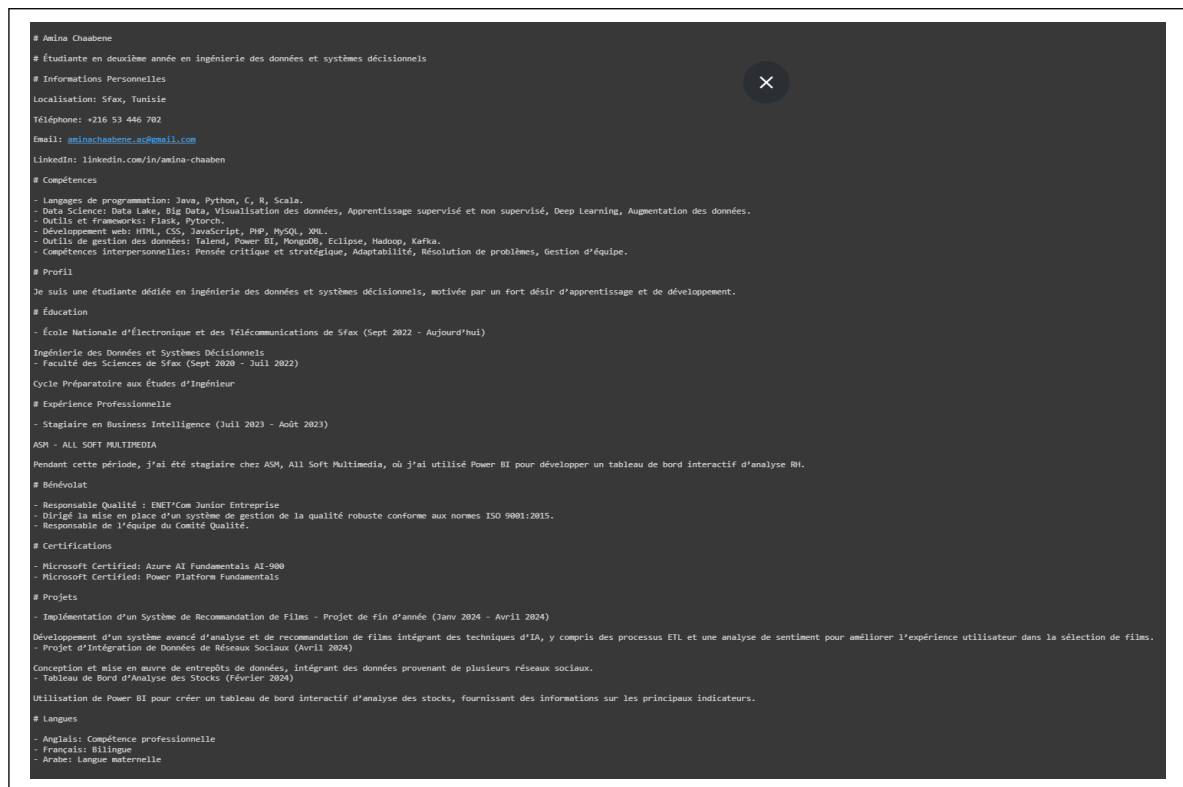 # Amina Chaabene
# Étudiante en deuxième année en ingénierie des données et systèmes décisionnels
# Informations Personnelles
Localisation: Sfax, Tunisie
Téléphone: +216 53 446 702
Email: aminachaabene.ac@gmail.com
LinkedIn: linkedin.com/in/amina-chaaben
# Compétences
- Langages de programmation: Java, Python, C, R, Scala.
- Data Science: Data Lake, Big Data, Visualisation des données, Apprentissage supervisé et non supervisé, Deep Learning, Augmentation des données.
- Outils et frameworks: Flask, Pytorch.
- Développement web: HTML, CSS, JavaScript, PHP, MySQL, XML.
- Outils de gestion des données: Talend, Power BI, MongoDB, Eclipse, Hadoop, Kafka.
- Compétences interpersonnelles: Pensée critique et stratégique, Adaptabilité, Résolution de problèmes, Gestion d'équipe.
# Profil
Je suis une étudiante dédiée en ingénierie des données et systèmes décisionnels, motivée par un fort désir d'apprentissage et de développement.
# Éducation
- École Nationale d'Électronique et des Télécommunications de Sfax (Sept 2022 - Aujourd'hui)
Ingénierie des Données et Systèmes Décisionnels
- Faculté des Sciences de Sfax (Sept 2020 - Juil 2022)
Cycle Préparatoire aux Études d'Ingénieur
# Expérience Professionnelle
- Stagiaire en Business Intelligence (Juil 2023 - Août 2023)
ASM - ALL SOFT MULTIMEDIA
Pendant cette période, j'ai été stagiaire chez ASM, All Soft Multimedia, où j'ai utilisé Power BI pour développer un tableau de bord interactif d'analyse RH.
# Bénévolat
- Responsable Qualité : ENET'Com Junior Entreprise
- Dirigé la mise en place d'un système de gestion de la qualité robuste conforme aux normes ISO 9001:2015.
- Responsable de l'équipe du Comité Qualité.
# Certifications
- Microsoft Certified: Azure AI Fundamentals AI-900
- Microsoft Certified: Power Platform Fundamentals
# Projets
- Implémentation d'un Système de Recommandation de Films - Projet de fin d'année (Janv 2024 - Avril 2024)
Développement d'un système avancé d'analyse et de recommandation de films intégrant des techniques d'IA, y compris des processus ETL et une analyse de sentiment pour améliorer l'expérience utilisateur dans la sélection de films.
- Projet d'Intégration de Données de Réseaux Sociaux (Avril 2024)
Conception et mise en œuvre de entrepôts de données, intégrant des données provenant de plusieurs réseaux sociaux.
- Tableau de Bord d'Analyse des Stocks (Février 2024)
Utilisation de Power BI pour créer un tableau de bord interactif d'analyse des stocks, fournissant des informations sur les principaux indicateurs.
# Langues
- Anglais: Compétence professionnelle
- Français: Bilingue
- Arabe: Langue maternelle